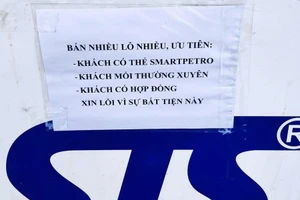 BÁN NHIỀU LÔ NHIỀU, ƯU TIÊN:
- KHÁCH CÓ THẺ SMARTPETRO
- KHÁCH MỐI THƯỜNG XUYÊN
- KHÁCH CÓ HỢP ĐỒNG
XIN LỖI VÌ SỰ BẤT TIỆN NÀY
®
STS